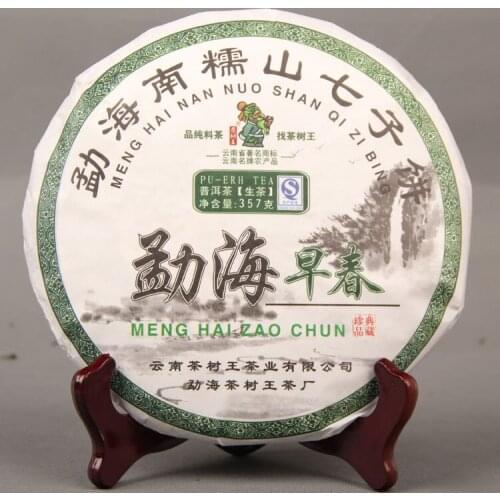 勐海南糯山七子饼
MENG HAI NAN NUO SHAN QI ZI BING
品纯料茶 找茶树王
云南省著名商标
云南名牌农产品
PU-ERH TEA
普洱茶【生茶】
净含量:357克
勐海早春
MENG HAI ZAO CHUN
珍品 典藏
云南茶树王茶业有限公司
勐海茶树王茶厂